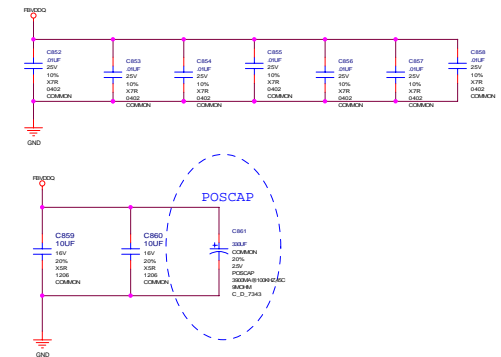 FBVDDQ
C852
.01UF
25V
10%
X7R
0402
COMMON
C853
.01UF
25V
10%
X7R
0402
COMMON
C854
.01UF
25V
10%
X7R
0402
COMMON
C855
.01UF
25V
10%
X7R
0402
COMMON
C856
.01UF
25V
10%
X7R
0402
COMMON
C857
.01UF
25V
10%
X7R
0402
COMMON
C858
.01UF
25V
10%
X7R
0402
COMMON
GND
FBVDDQ
POSCAP
C859
10UF
16V
20%
X5R
1206
COMMON
C860
10UF
16V
20%
X5R
1206
COMMON
C861
330UF
COMMON
20%
2.5V
POSCAP
3900MA@100KHZ,45C
9MOHM
C_D_7343
GND